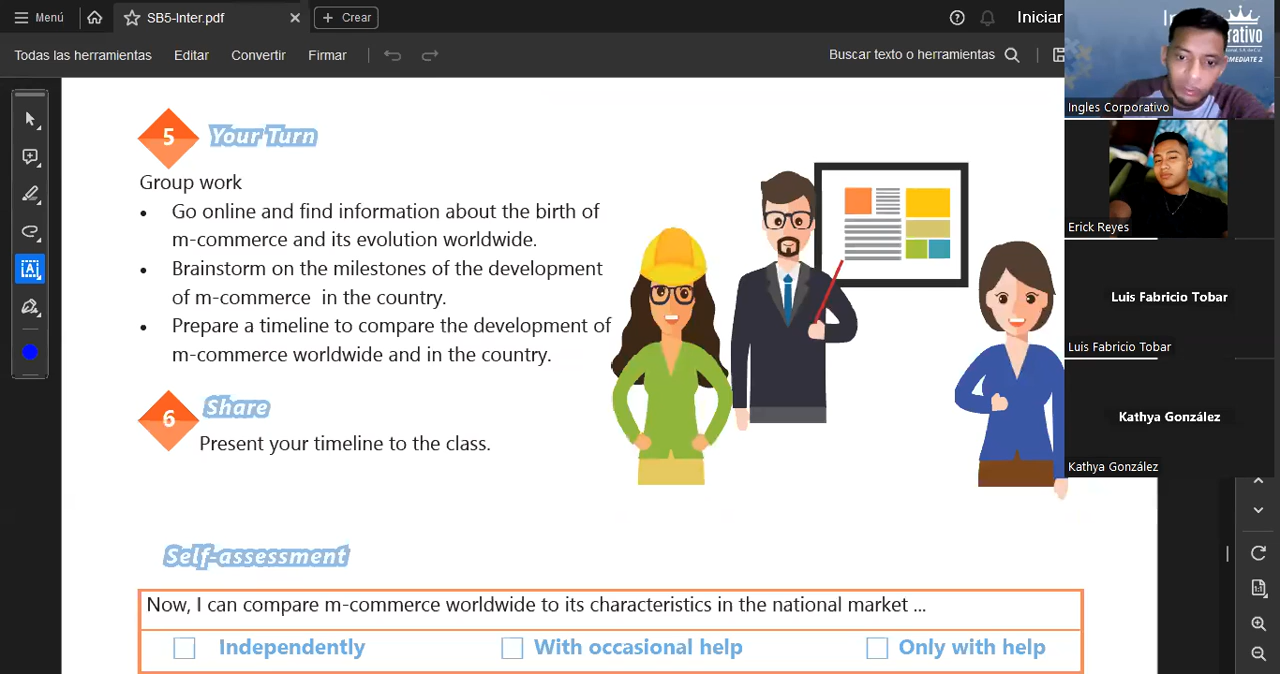 Menú
SB5-Inter.pdf
Crear
Iniciar
Todas las herramientas
Editar
Convertir
Firmar
Buscar texto o herramientas
5
Your Turn
Group work
• Go online and find information about the birth of
m-commerce and its evolution worldwide.
• Brainstorm on the milestones of the development
of m-commerce in the country.
• Prepare a timeline to compare the development of
m-commerce worldwide and in the country.
6
Share
Present your timeline to the class.
Self-assessment
Now, I can compare m-commerce worldwide to its characteristics in the national market ...
Independently
With occasional help
Only with help
Ingles Corporativo
Erick Reyes
Luis Fabricio Tobar
Luis Fabricio Tobar
Kathya González
Kathya González